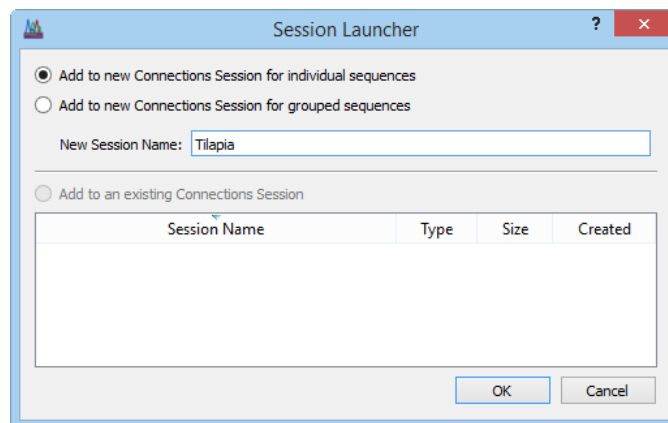 Session Launcher
?
Add to new Connections Session for individual sequences
Add to new Connections Session for grouped sequences
New Session Name: Tilapia
Add to an existing Connections Session
Session Name Type Size Created
OK Cancel